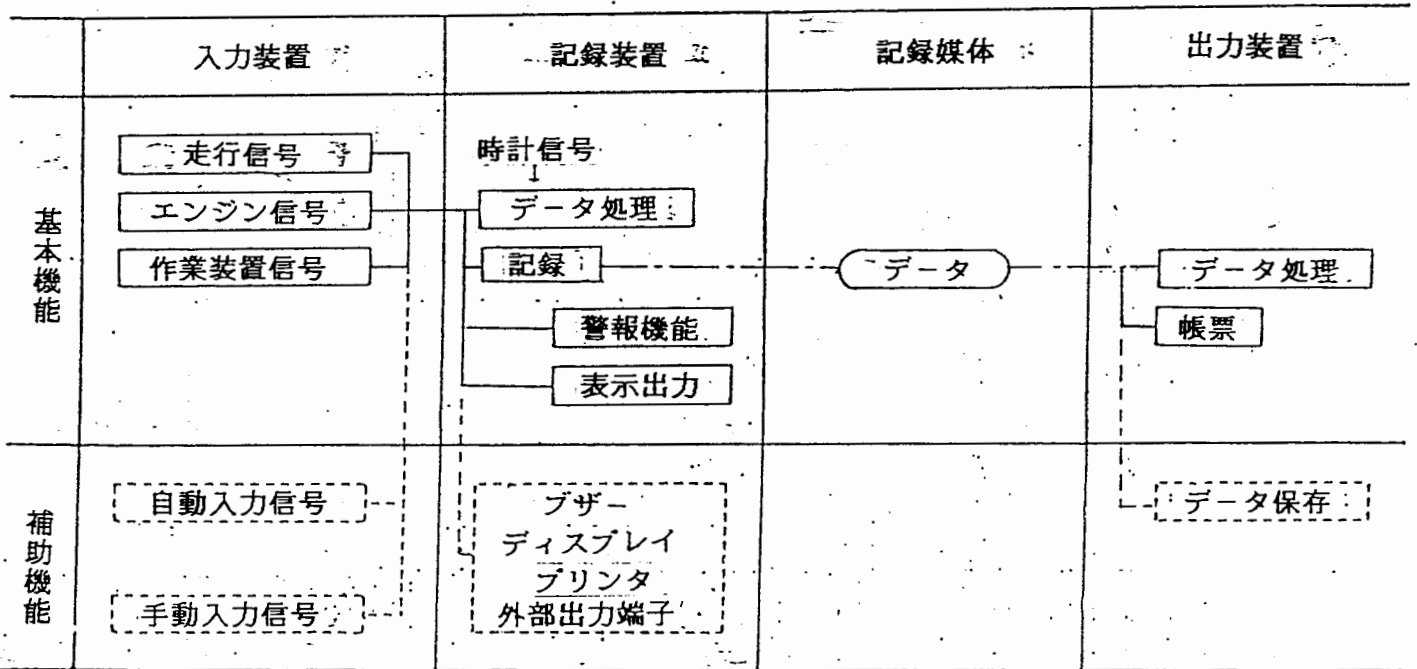 入力装置
記録装置
記録媒体
出力装置
基本機能
走行信号
エンジン信号
作業装置信号
時計信号
データ処理
記録
警報機能
表示出力
データ
データ処理
帳票
補助機能
自動入力信号
手動入力信号
ブザー
ディスプレイ
プリンタ
外部出力端子
データ保存